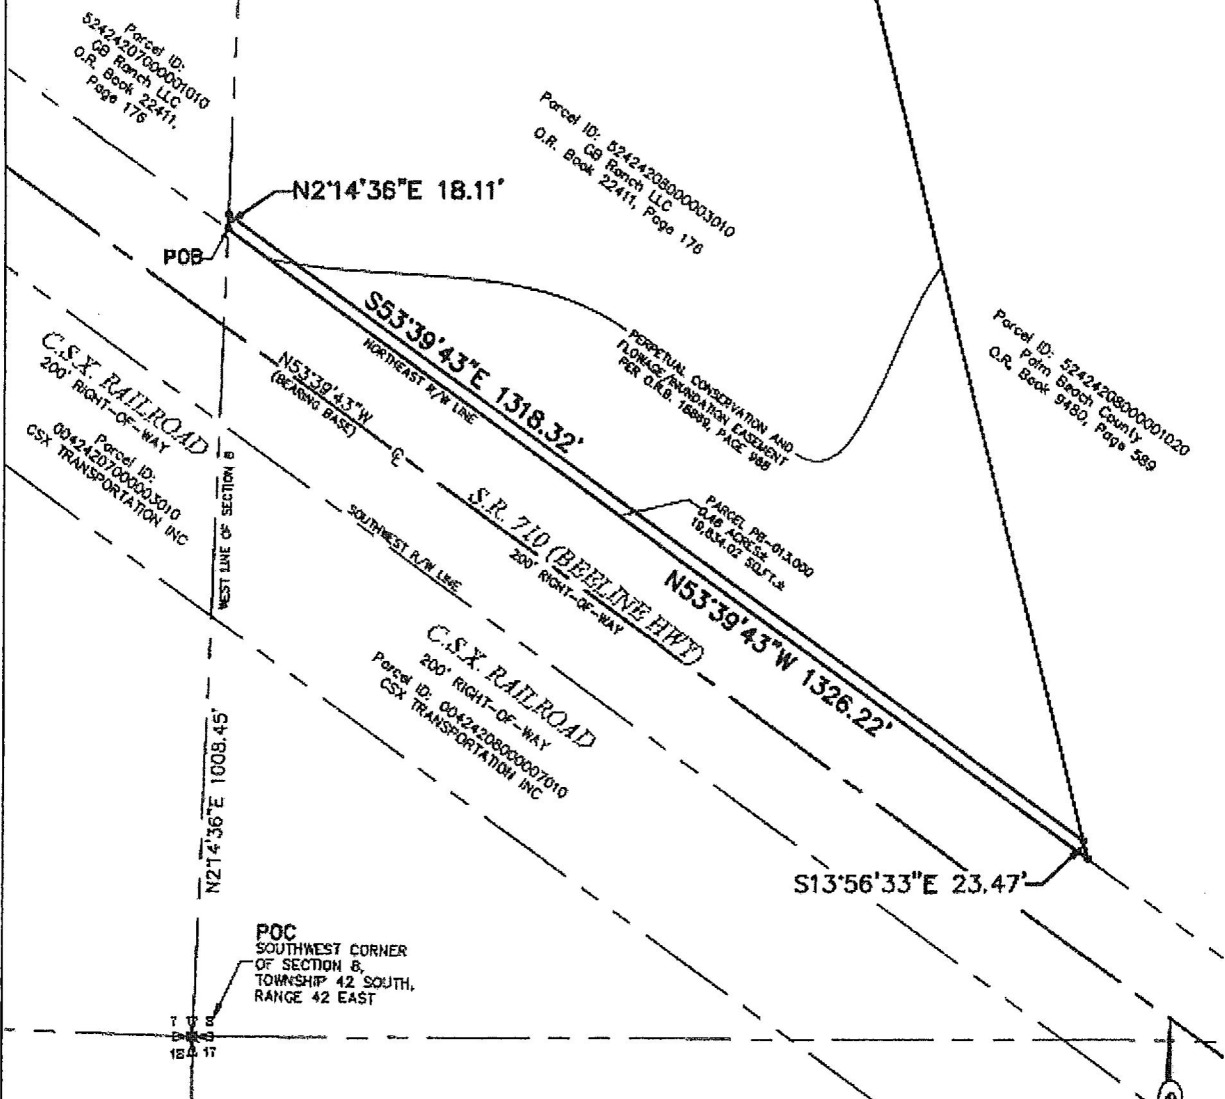 Parcel ID:
52424207000001010
GB Ranch LLC
O.R. Book 22411,
Page 176
Parcel ID: 52424208000003010
GB Ranch LLC
O.R. Book 22411, Page 176
N2°14'36"E 18.11'
POB
Parcel ID: 52424208000001020
Palm Beach County
O.R. Book 9480, Page 589
S53°39'43"E 1318.32'
NORTHEAST R/W LINE
PERPETUAL CONSERVATION AND
FLOWAGE/INUNDATION EASEMENT
PER O.R.B. PAGE
N53°39'43"W
(BEARING BASE)
C.S.X. RAILROAD
200' RIGHT-OF-WAY
Parcel ID:
00424207000003010
CSX TRANSPORTATION INC
WEST LINE OF SECTION 8
℄
S.R. 710 (BEELINE HWY)
200' RIGHT-OF-WAY
SOUTHWEST R/W LINE
PARCEL PB-013.000
0.46 ACRES±
19,834.02 SQ.FT.±
N53°39'43"W 1326.22'
C.S.X. RAILROAD
200' RIGHT-OF-WAY
Parcel ID: 00424208000007010
CSX TRANSPORTATION INC
N2°14'36"E 1008.45'
S13°56'33"E 23.47'
POC
SOUTHWEST CORNER
OF SECTION 8,
TOWNSHIP 42 SOUTH,
RANGE 42 EAST
7 8
18 17